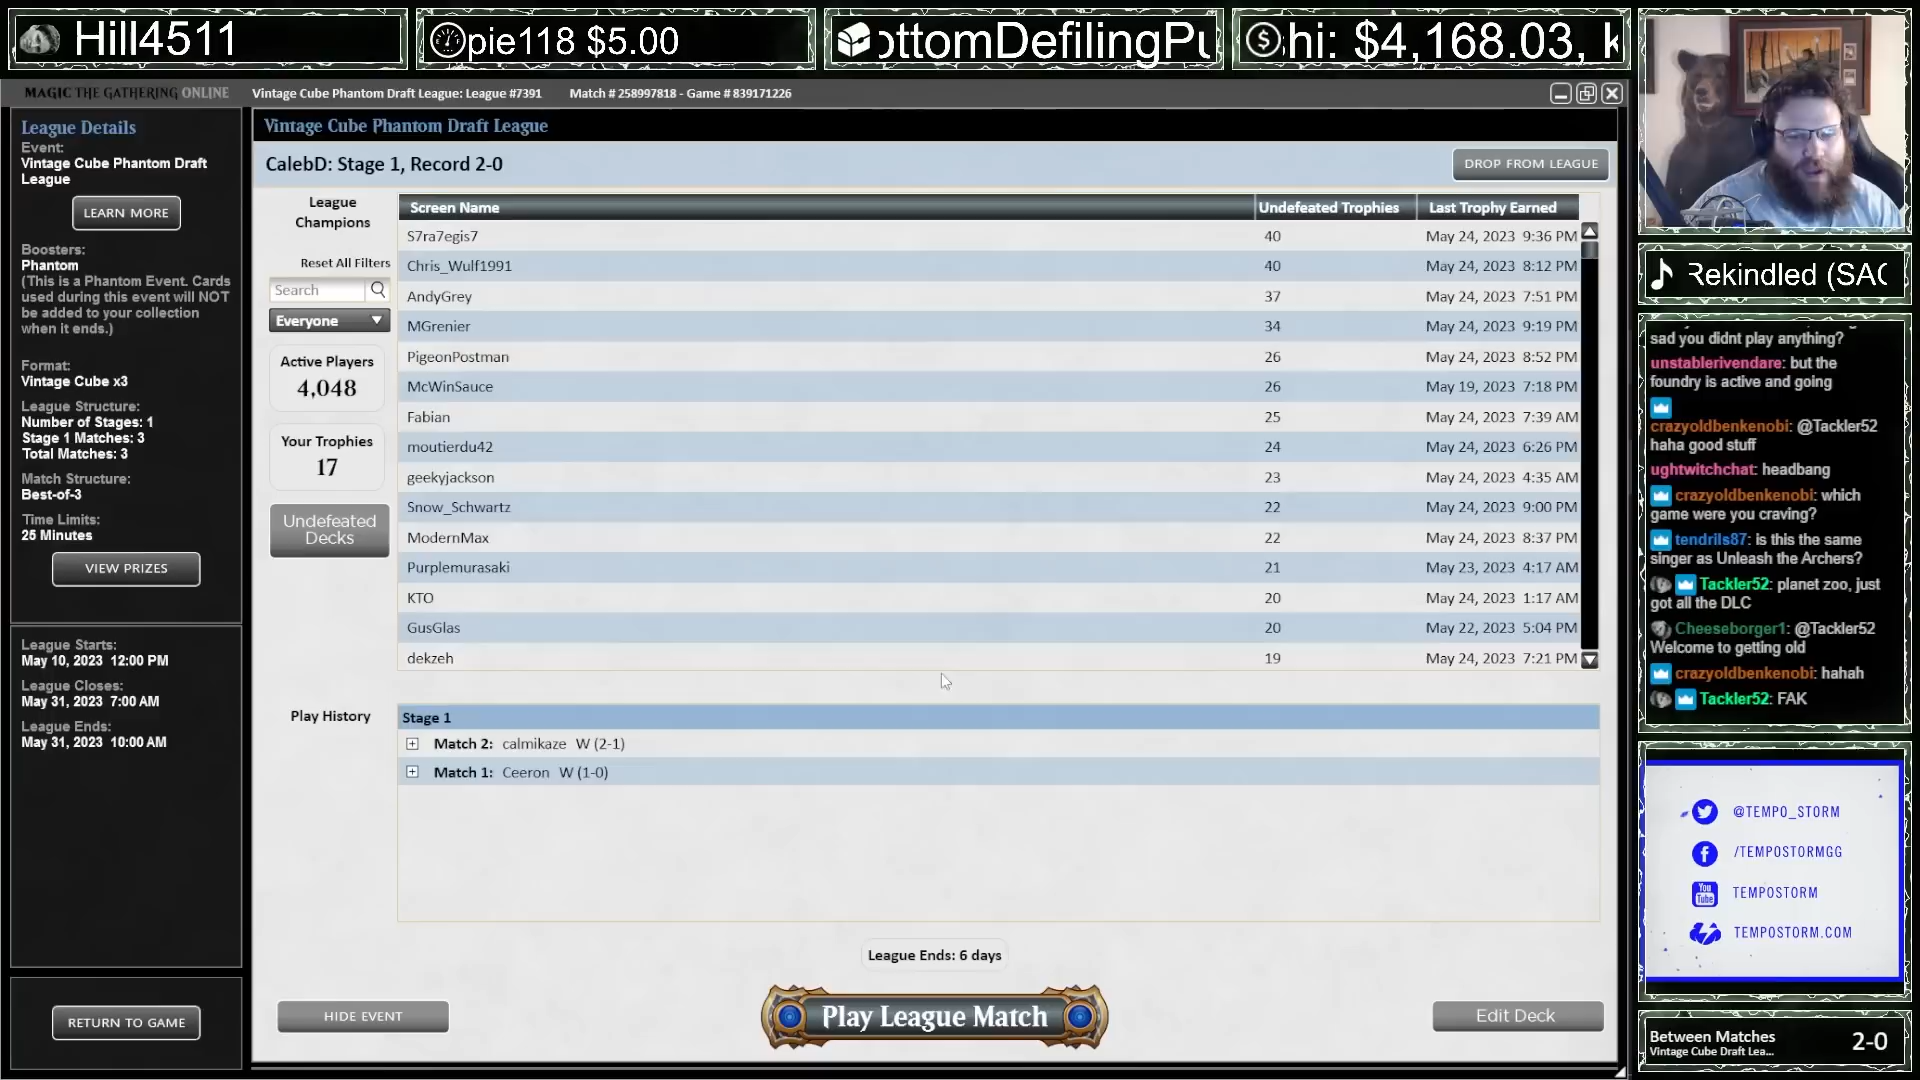 Hill4511
pie118 $5.00
ottomDefilingPu
hi: $4,168.03, k
MAGIC THE GATHERING ONLINE
Vintage Cube Phantom Draft League: League #7391
Match # 258997818 - Game # 839171226
League Details
Event:
Vintage Cube Phantom Draft
League
LEARN MORE
Boosters:
Phantom
(This is a Phantom Event. Cards
used during this event will NOT
be added to your collection
when it ends.)
Format:
Vintage Cube x3
League Structure:
Number of Stages: 1
Stage 1 Matches: 3
Total Matches: 3
Match Structure:
Best-of-3
Time Limits:
25 Minutes
VIEW PRIZES
League Starts:
May 10, 2023 12:00 PM
League Closes:
May 31, 2023 7:00 AM
League Ends:
May 31, 2023 10:00 AM
RETURN TO GAME
Vintage Cube Phantom Draft League
CalebD: Stage 1, Record 2-0
DROP FROM LEAGUE
League
Champions
Reset All Filters
Search
Everyone
Active Players
4,048
Your Trophies
17
Undefeated
Decks
Screen Name Undefeated Trophies Last Trophy Earned
S7ra7egis7 40 May 24, 2023 9:36 PM
Chris_Wulf1991 40 May 24, 2023 8:12 PM
AndyGrey 37 May 24, 2023 7:51 PM
MGrenier 34 May 24, 2023 9:19 PM
PigeonPostman 26 May 24, 2023 8:52 PM
McWinSauce 26 May 19, 2023 7:18 PM
Fabian 25 May 24, 2023 7:39 AM
moutierdu42 24 May 24, 2023 6:26 PM
geekyjackson 23 May 24, 2023 4:35 AM
Snow_Schwartz 22 May 24, 2023 9:00 PM
ModernMax 22 May 24, 2023 8:37 PM
Purplemurasaki 21 May 23, 2023 4:17 AM
KTO 20 May 24, 2023 1:17 AM
GusGlas 20 May 22, 2023 5:04 PM
dekzeh 19 May 24, 2023 7:21 PM
Play History
Stage 1
Match 2: calmikaze W (2-1)
Match 1: Ceeron W (1-0)
League Ends: 6 days
HIDE EVENT
Play League Match
Edit Deck
Rekindled (SAC
sad you didnt play anything?
unstablerivendare: but the
foundry is active and going
crazyoldbenkenobi: @Tackler52
haha good stuff
ughtwitchchat: headbang
crazyoldbenkenobi: which
game were you craving?
tendrils87: is this the same
singer as Unleash the Archers?
Tackler52: planet zoo, just
got all the DLC
Cheeseborger1: @Tackler52
Welcome to getting old
crazyoldbenkenobi: hahah
Tackler52: FAK
@TEMPO_STORM
/TEMPOSTORMGG
You Tube TEMPOSTORM
TEMPOSTORM.COM
Between Matches
Vintage Cube Draft Lea...
2-0